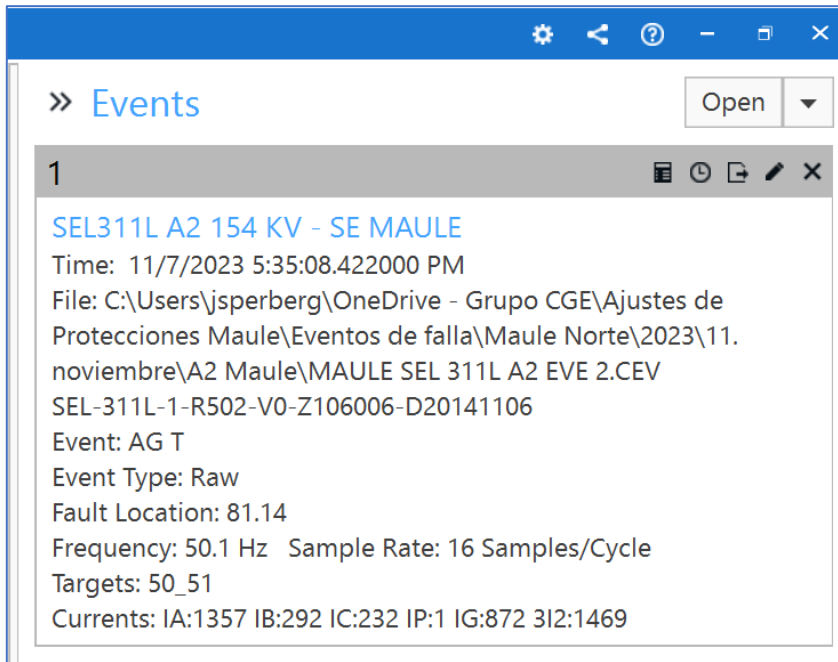 Events
Open
1
SEL311L A2 154 KV - SE MAULE
Time:  11/7/2023 5:35:08.422000 PM
File: C:\Users\jsperberg\OneDrive - Grupo CGE\Ajustes de
Protecciones Maule\Eventos de falla\Maule Norte\2023\11.
noviembre\A2 Maule\MAULE SEL 311L A2 EVE 2.CEV
SEL-311L-1-R502-V0-Z106006-D20141106
Event: AG T
Event Type: Raw
Fault Location: 81.14
Frequency: 50.1 Hz   Sample Rate: 16 Samples/Cycle
Targets: 50_51
Currents: IA:1357 IB:292 IC:232 IP:1 IG:872 3I2:1469